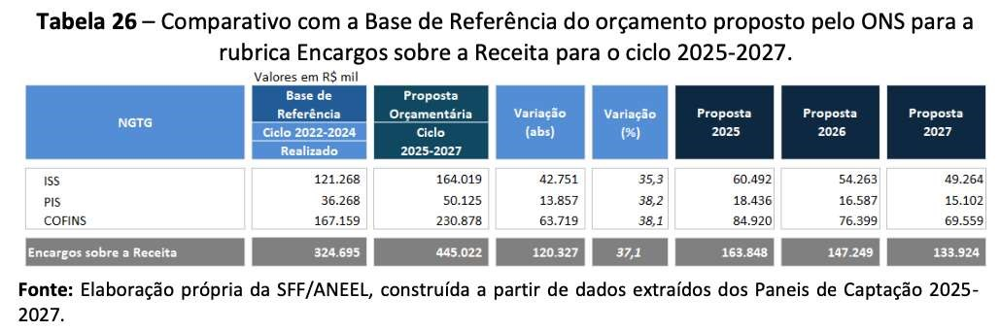 Tabela 26 – Comparativo com a Base de Referência do orçamento proposto pelo ONS para a
rubrica Encargos sobre a Receita para o ciclo 2025-2027.
Valores em R$ mil
NGTG | Base de Referência Ciclo 2022-2024 Realizado | Proposta Orçamentária Ciclo 2025-2027 | Variação (abs) | Variação (%) | Proposta 2025 | Proposta 2026 | Proposta 2027
ISS | 121.268 | 164.019 | 42.751 | 35,3 | 60.492 | 54.263 | 49.264
PIS | 36.268 | 50.125 | 13.857 | 38,2 | 18.436 | 16.587 | 15.102
COFINS | 167.159 | 230.878 | 63.719 | 38,1 | 84.920 | 76.399 | 69.559
Encargos sobre a Receita | 324.695 | 445.022 | 120.327 | 37,1 | 163.848 | 147.249 | 133.924
Fonte: Elaboração própria da SFF/ANEEL, construída a partir de dados extraídos dos Paneis de Captação 2025-
2027.